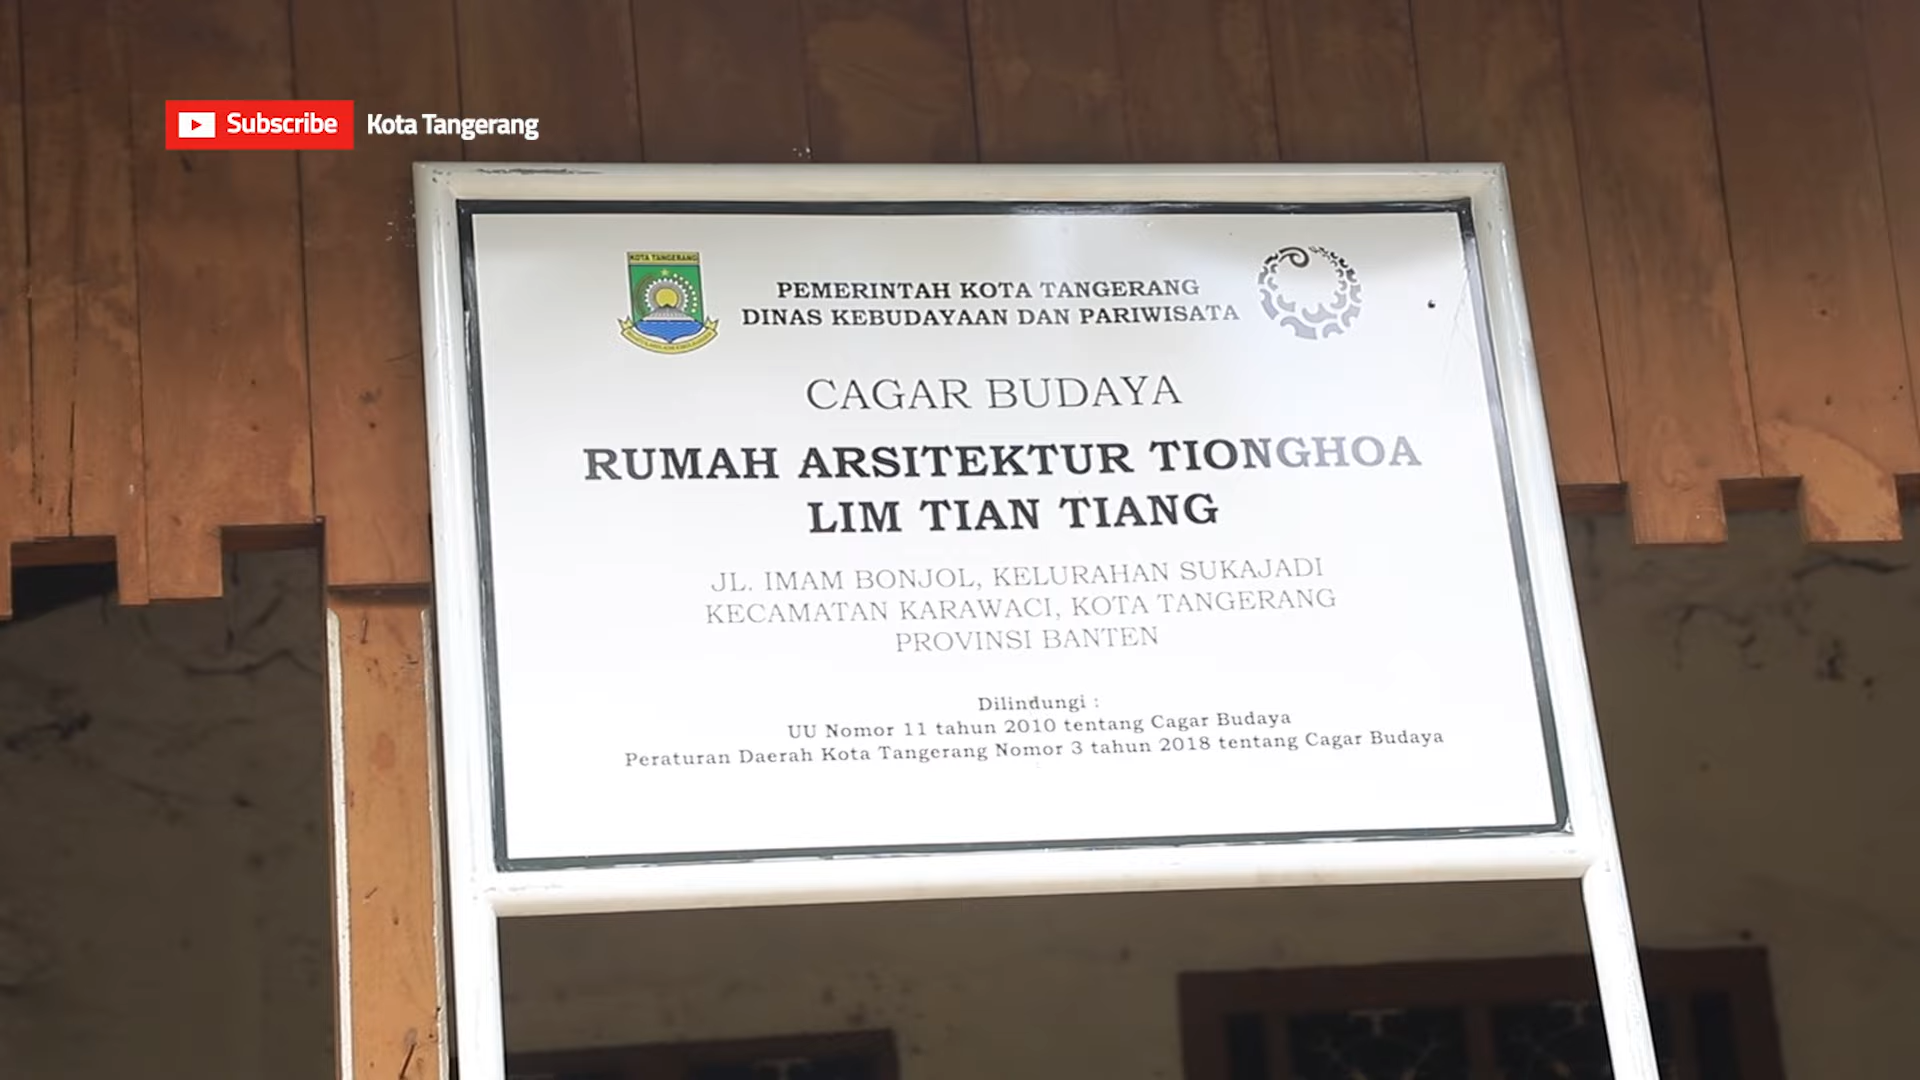 Subscribe Kota Tangerang
KOTA TANGERANG
PEMERINTAH KOTA TANGERANG
DINAS KEBUDAYAAN DAN PARIWISATA
CAGAR BUDAYA
RUMAH ARSITEKTUR TIONGHOA
LIM TIAN TIANG
JL. IMAM BONJOL, KELURAHAN SUKAJADI
KECAMATAN KARAWACI, KOTA TANGERANG
PROVINSI BANTEN
Dilindungi :
UU Nomor 11 tahun 2010 tentang Cagar Budaya
Peraturan Daerah Kota Tangerang Nomor 3 tahun 2018 tentang Cagar Budaya